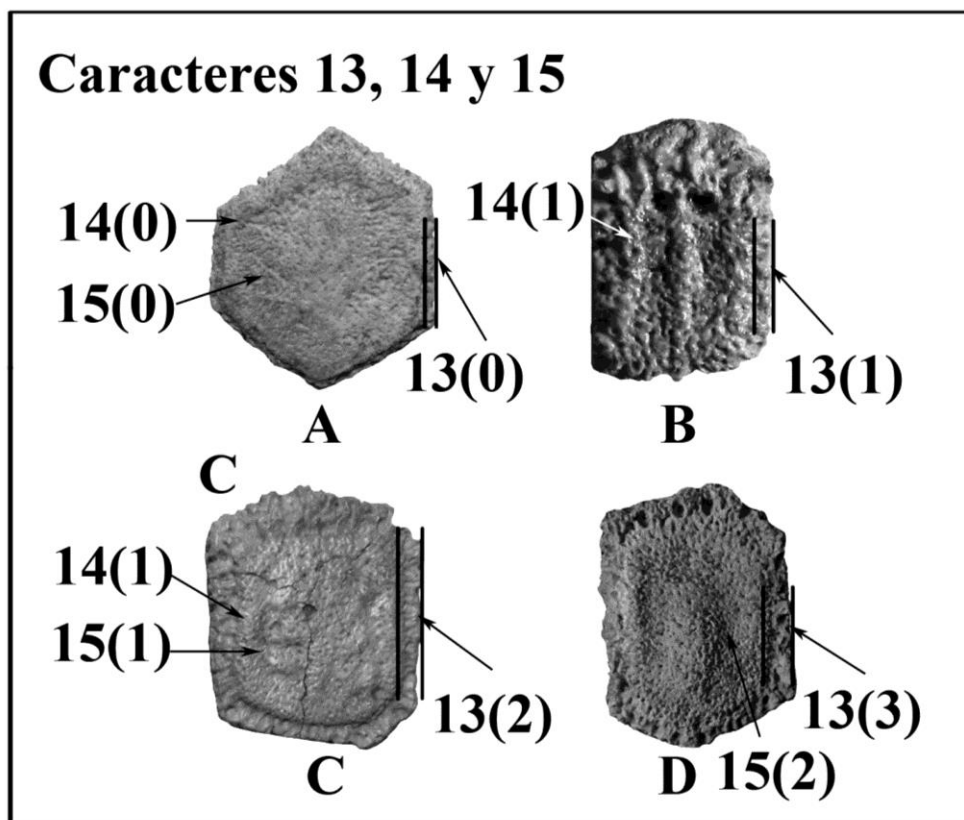 Caracteres 13, 14 y 15
14(0)
15(0)
13(0)
A
14(1)
13(1)
B
C
14(1)
15(1)
13(2)
C
13(3)
15(2)
D